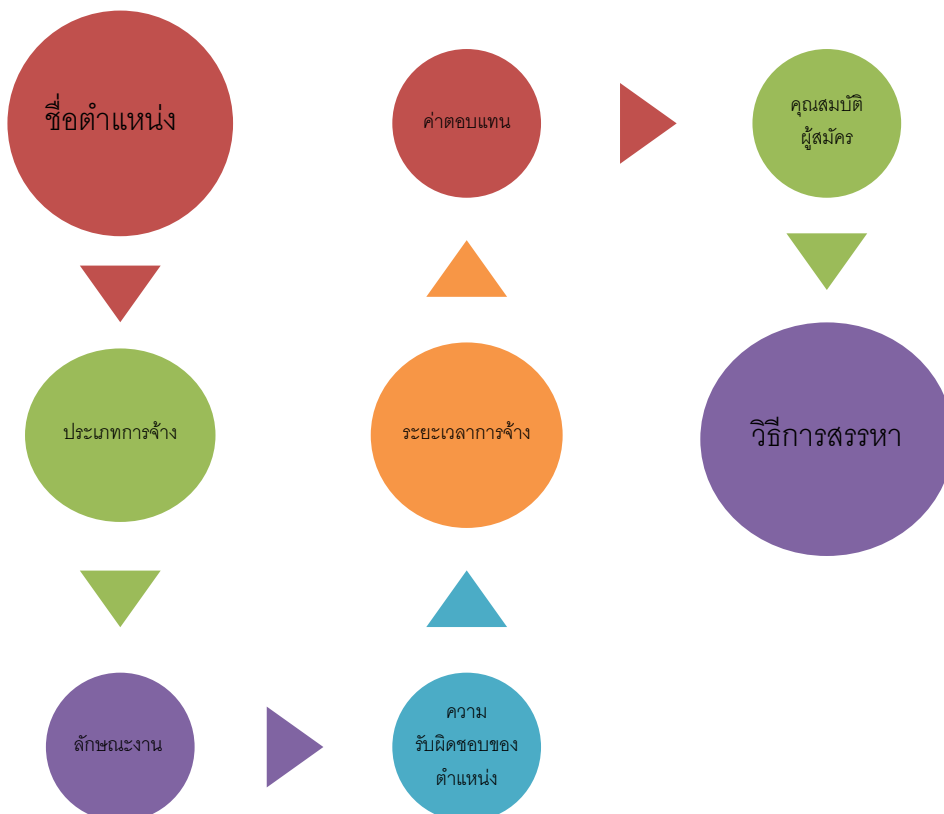 ชื่อตำแหน่ง
ประเภทการจ้าง
ลักษณะงาน
ความ
รับผิดชอบของ
ตำแหน่ง
ระยะเวลาการจ้าง
ค่าตอบแทน
คุณสมบัติ
ผู้สมัคร
วิธีการสรรหา